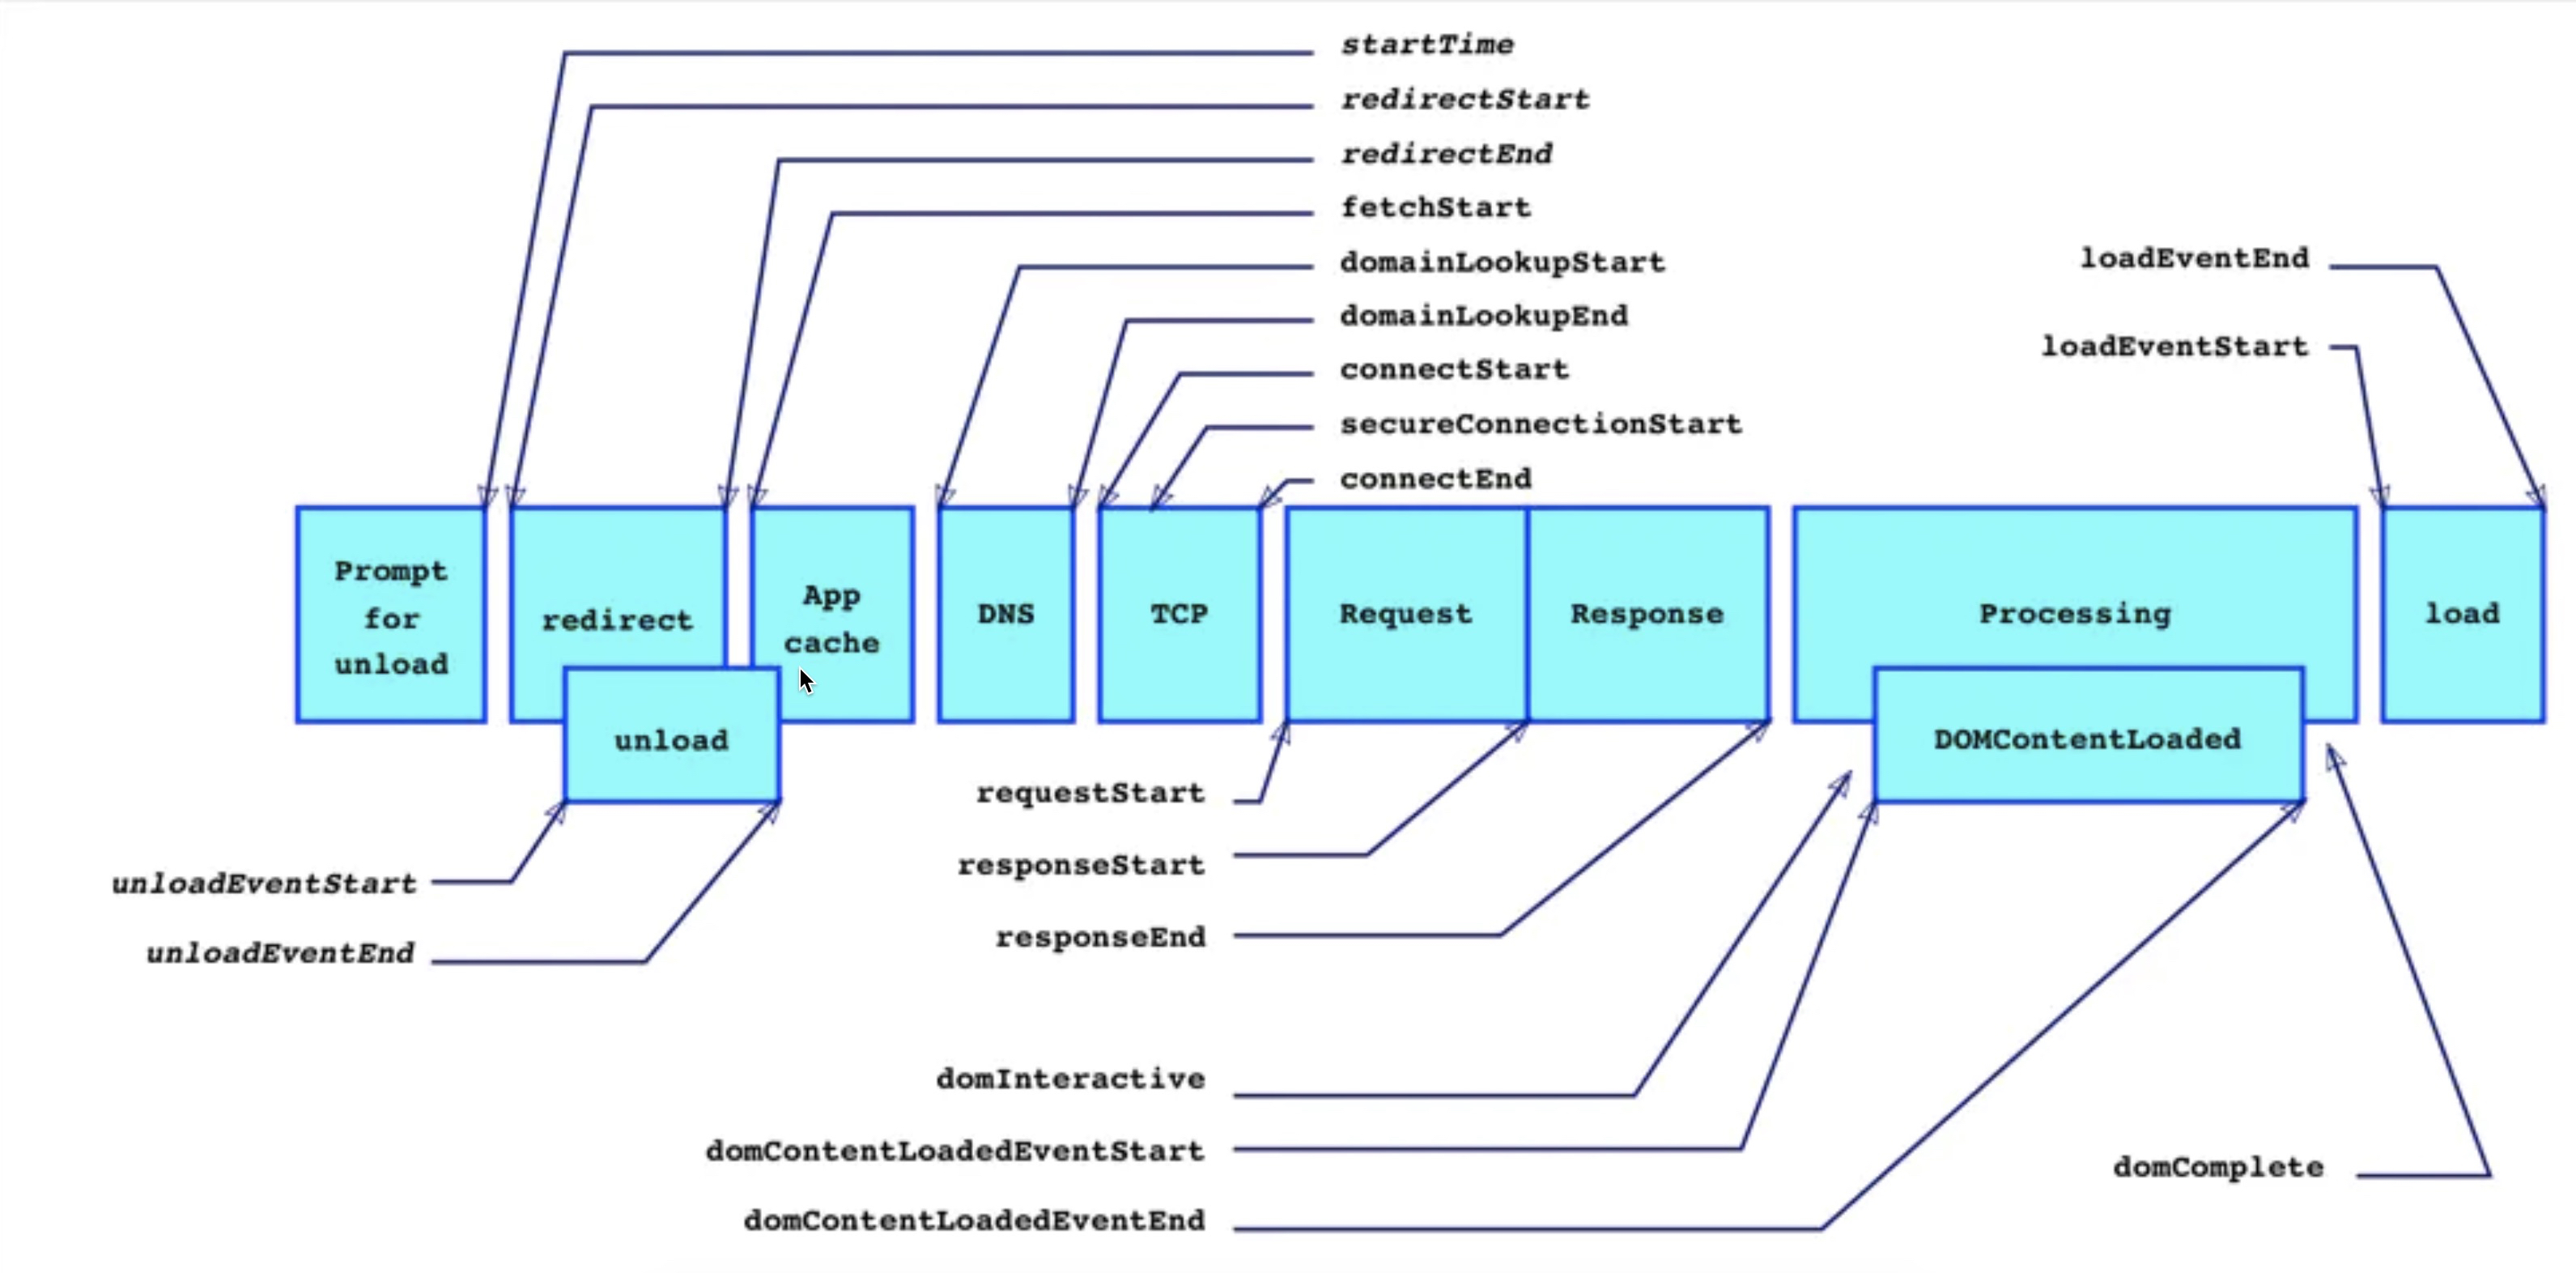 startTime
redirectStart
redirectEnd
fetchStart
domainLookupStart
domainLookupEnd
connectStart
secureConnectionStart
connectEnd
loadEventEnd
loadEventStart
Prompt
for
unload
redirect
unload
App
cache
DNS
TCP
Request
Response
Processing
DOMContentLoaded
load
unloadEventStart
unloadEventEnd
requestStart
responseStart
responseEnd
domInteractive
domContentLoadedEventStart
domContentLoadedEventEnd
domComplete